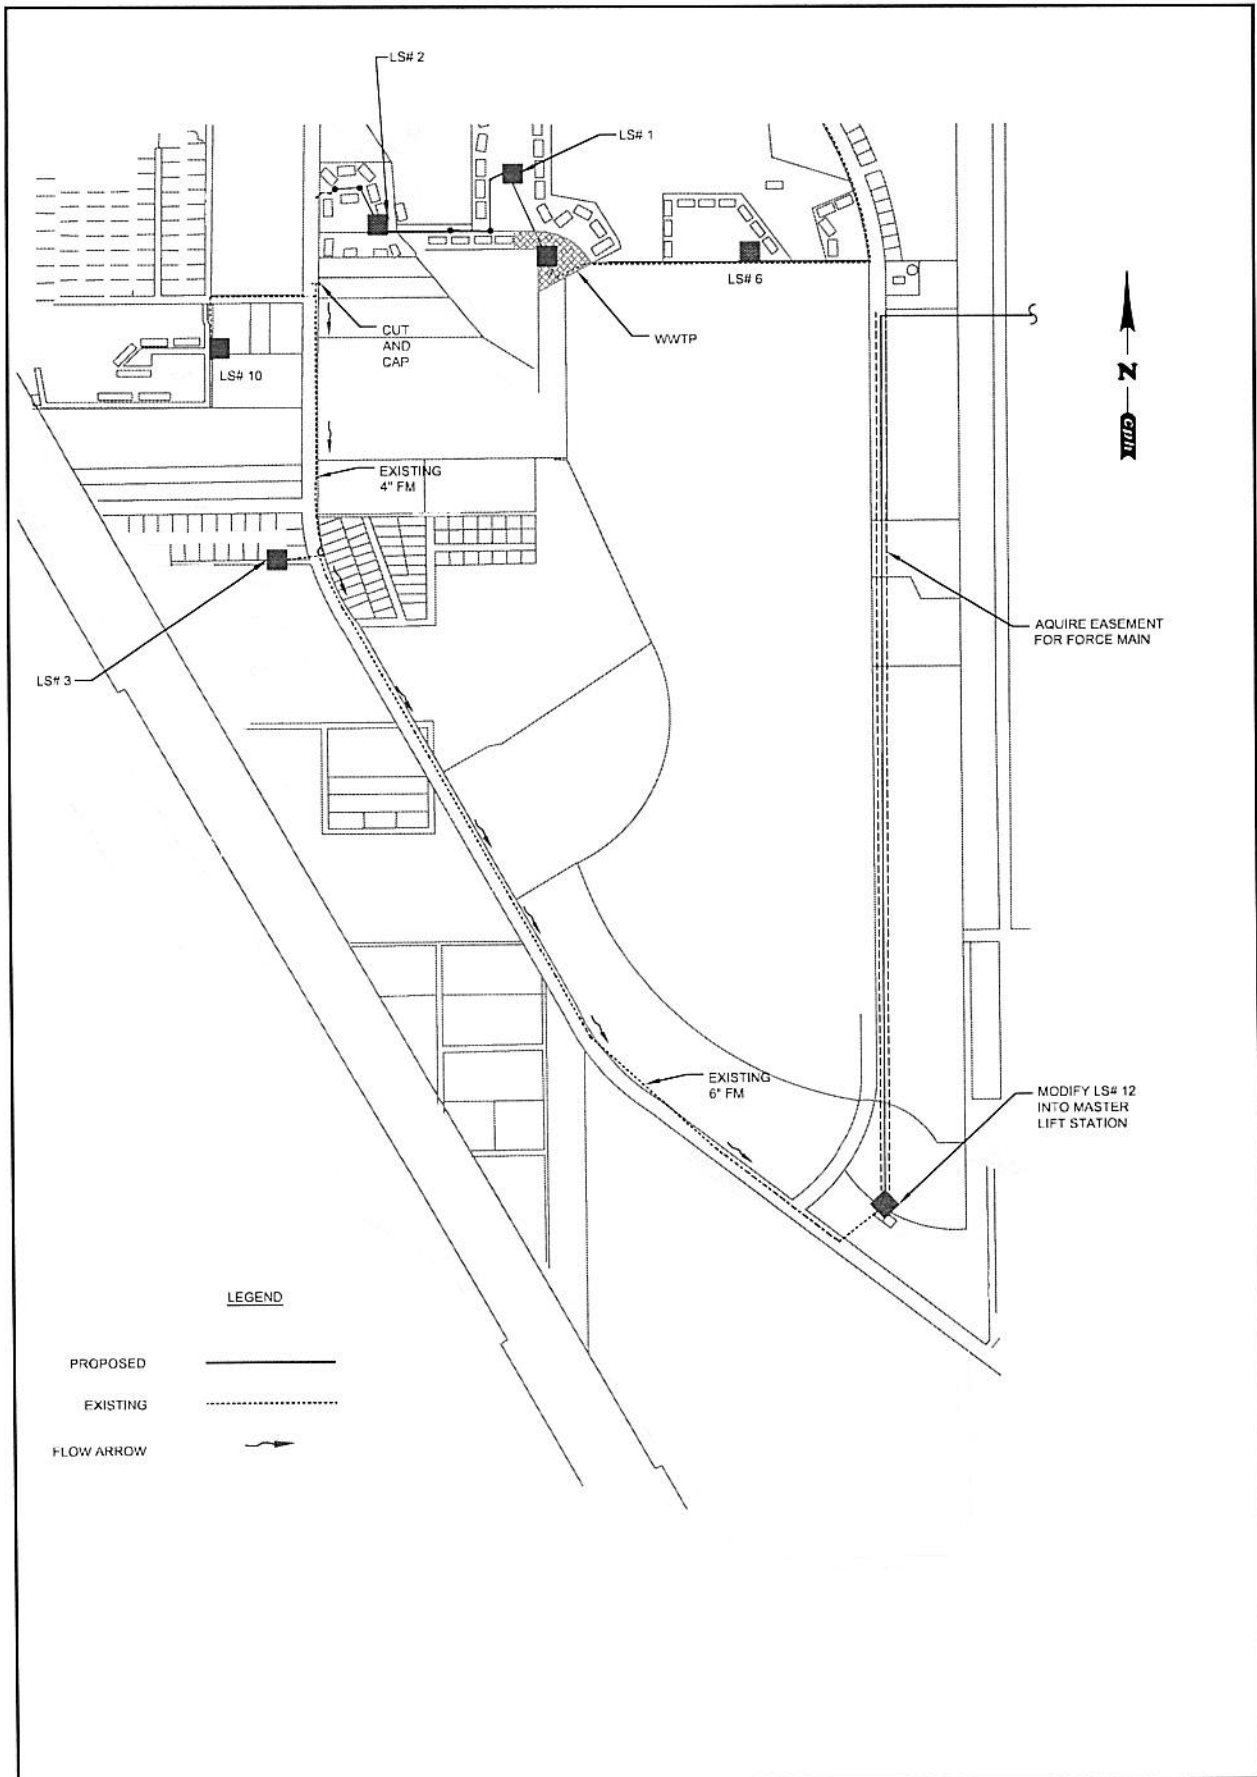 LS# 2
LS# 1
LS# 6
WWTP
CUT
AND
CAP
LS# 10
N
cph
EXISTING
4" FM
AQUIRE EASEMENT
FOR FORCE MAIN
LS# 3
EXISTING
6" FM
MODIFY LS# 12
INTO MASTER
LIFT STATION
LEGEND
PROPOSED
EXISTING
FLOW ARROW